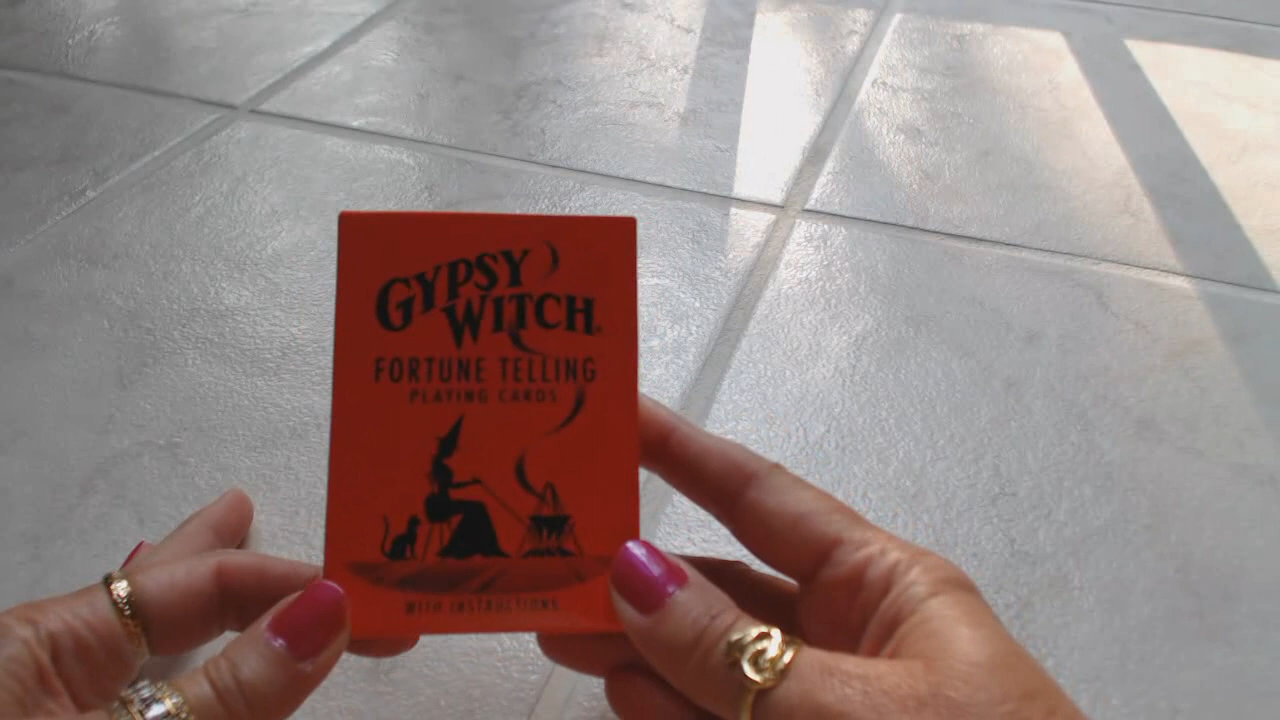 GYPSY
WITCH®
FORTUNE TELLING
PLAYING CARDS
WITH INSTRUCTIONS